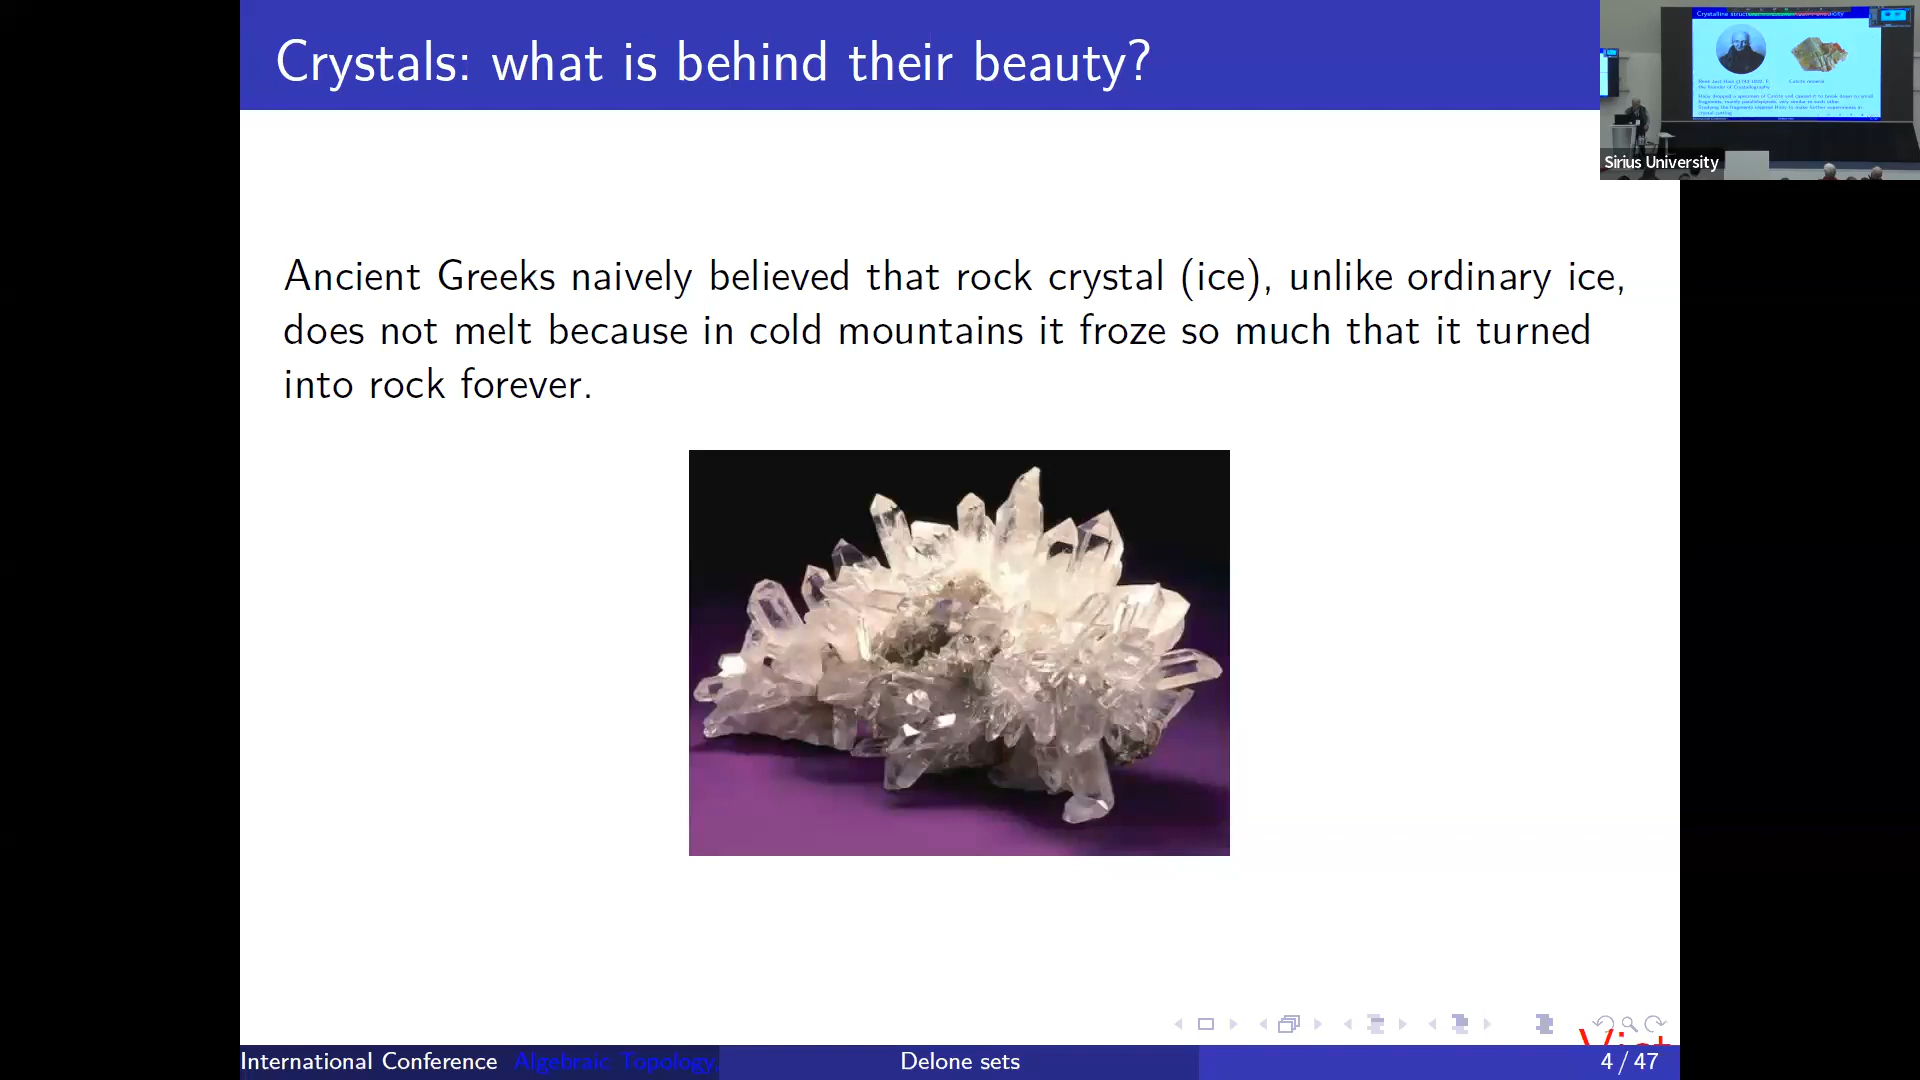 Crystals: what is behind their beauty?
Ancient Greeks naively believed that rock crystal (ice), unlike ordinary ice,
does not melt because in cold mountains it froze so much that it turned
into rock forever.
Sirius University
International Conference Algebraic Topology,
Delone sets
4 / 47